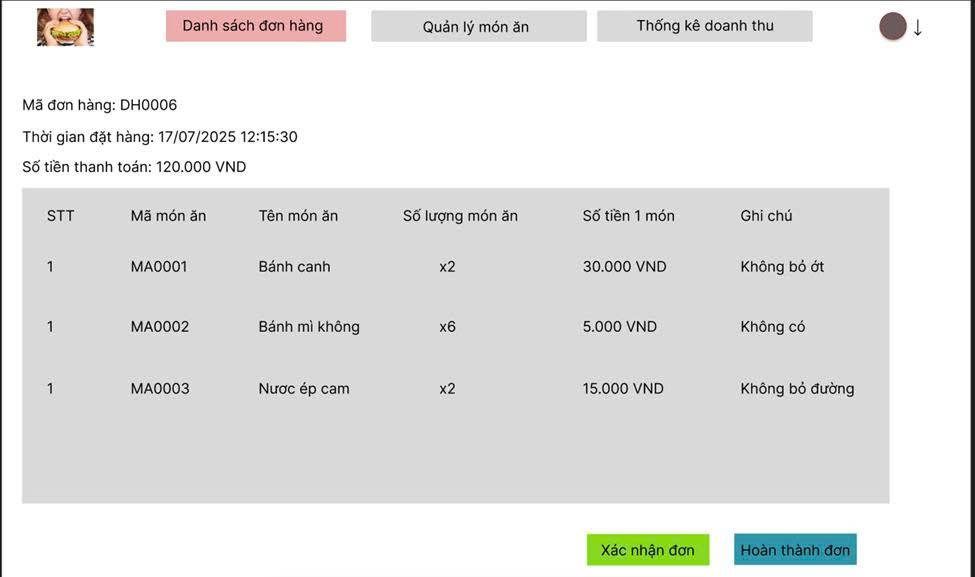 Danh sách đơn hàng Quản lý món ăn Thống kê doanh thu
Mã đơn hàng: DH0006
Thời gian đặt hàng: 17/07/2025 12:15:30
Số tiền thanh toán: 120.000 VND
STT Mã món ăn Tên món ăn Số lượng món ăn Số tiền 1 món Ghi chú
1 MA0001 Bánh canh x2 30.000 VND Không bỏ ớt
1 MA0002 Bánh mì không x6 5.000 VND Không có
1 MA0003 Nươc ép cam x2 15.000 VND Không bỏ đường
Xác nhận đơn Hoàn thành đơn